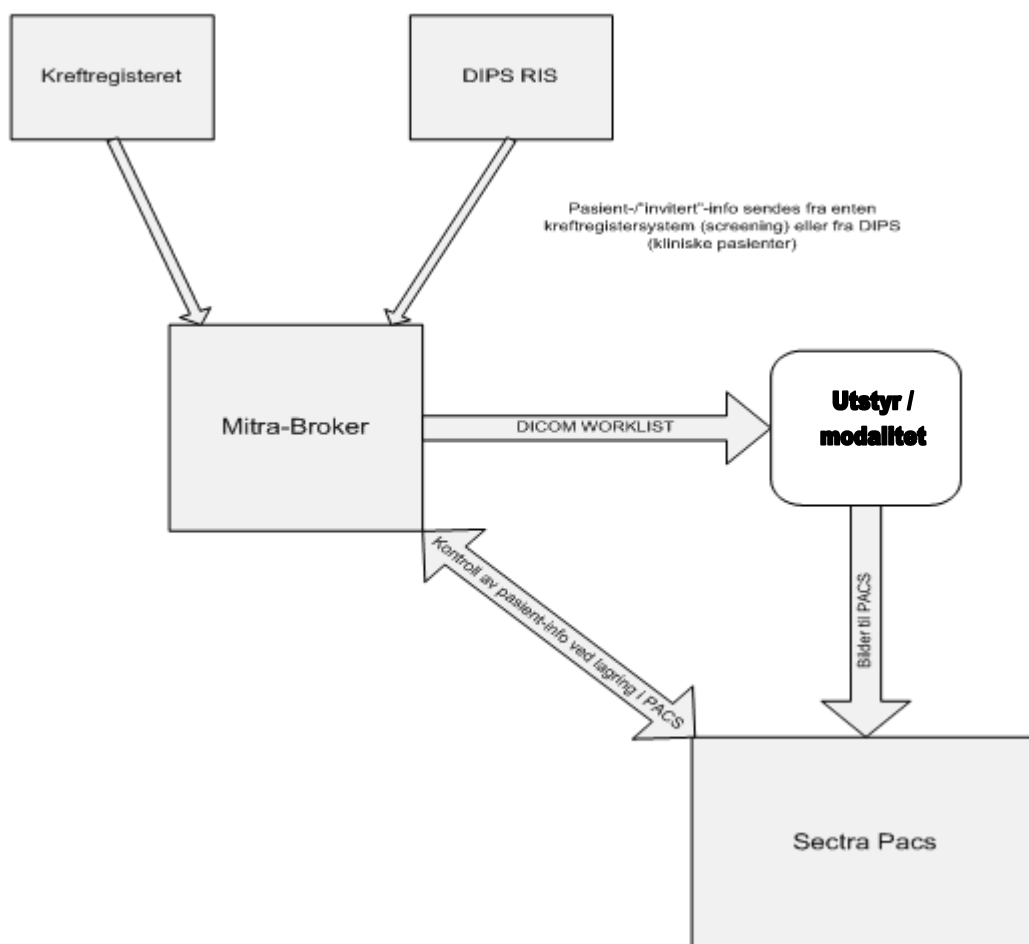 Kreftregisteret
DIPS RIS
Pasient-/"invitert"-info sendes fra enten
kreftregistersystem (screening) eller fra DIPS
(kliniske pasienter)
Mitra-Broker
DICOM WORKLIST
Utstyr /
modalitet
Kontroll av pasient-info ved lagring i PACS
Bilder til PACS
Sectra Pacs